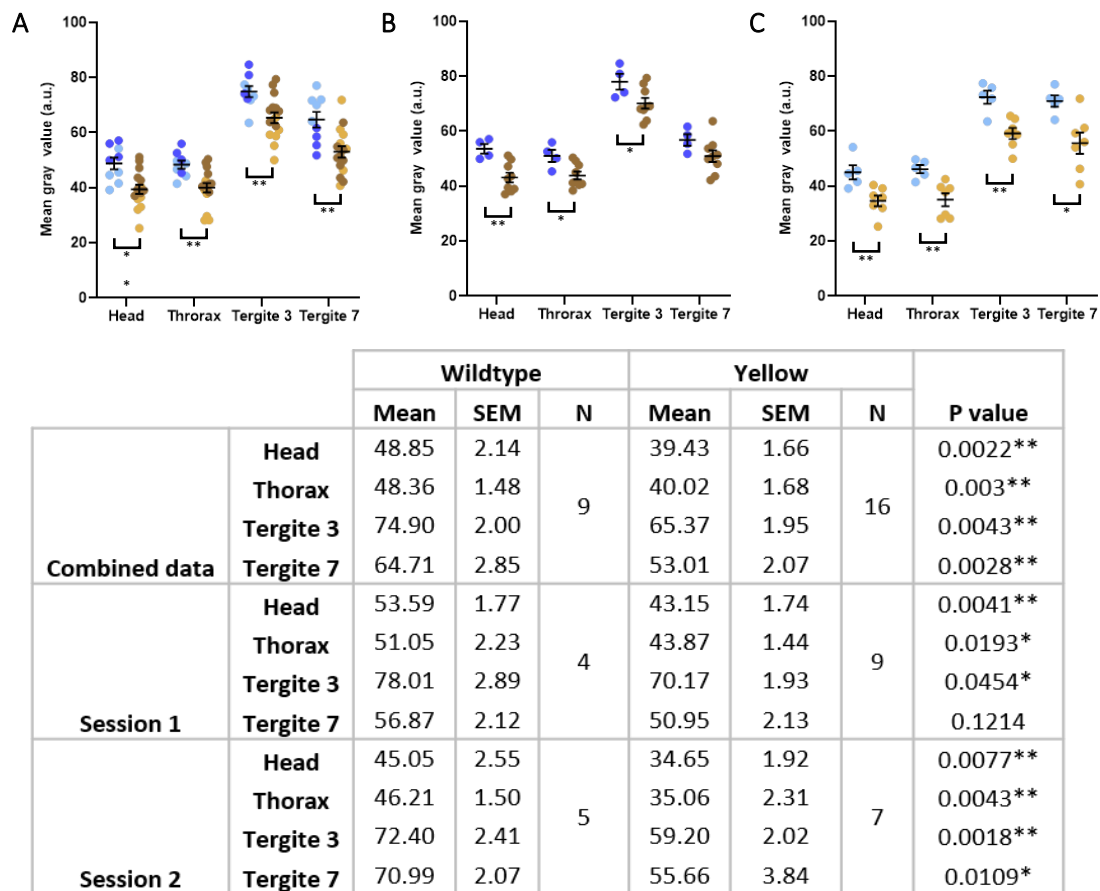 A
B
C
Mean gray value (a.u.)
100
80
60
40
20
0
*
*
**
**
**
Head
Throrax
Tergite 3
Tergite 7
Mean gray value (a.u.)
100
80
60
40
20
0
**
*
*
Head
Throrax
Tergite 3
Tergite 7
Mean gray value (a.u.)
100
80
60
40
20
0
**
**
**
*
Head
Throrax
Tergite 3
Tergite 7
Wildtype Yellow
Mean SEM N Mean SEM N P value
Head 48.85 2.14 39.43 1.66 0.0022**
Thorax 48.36 1.48 40.02 1.68 0.003**
9 16
Tergite 3 74.90 2.00 65.37 1.95 0.0043**
Combined data Tergite 7 64.71 2.85 53.01 2.07 0.0028**
Head 53.59 1.77 43.15 1.74 0.0041**
Thorax 51.05 2.23 43.87 1.44 0.0193*
4 9
Tergite 3 78.01 2.89 70.17 1.93 0.0454*
Session 1 Tergite 7 56.87 2.12 50.95 2.13 0.1214
Head 45.05 2.55 34.65 1.92 0.0077**
Thorax 46.21 1.50 35.06 2.31 0.0043**
5 7
Tergite 3 72.40 2.41 59.20 2.02 0.0018**
Session 2 Tergite 7 70.99 2.07 55.66 3.84 0.0109*